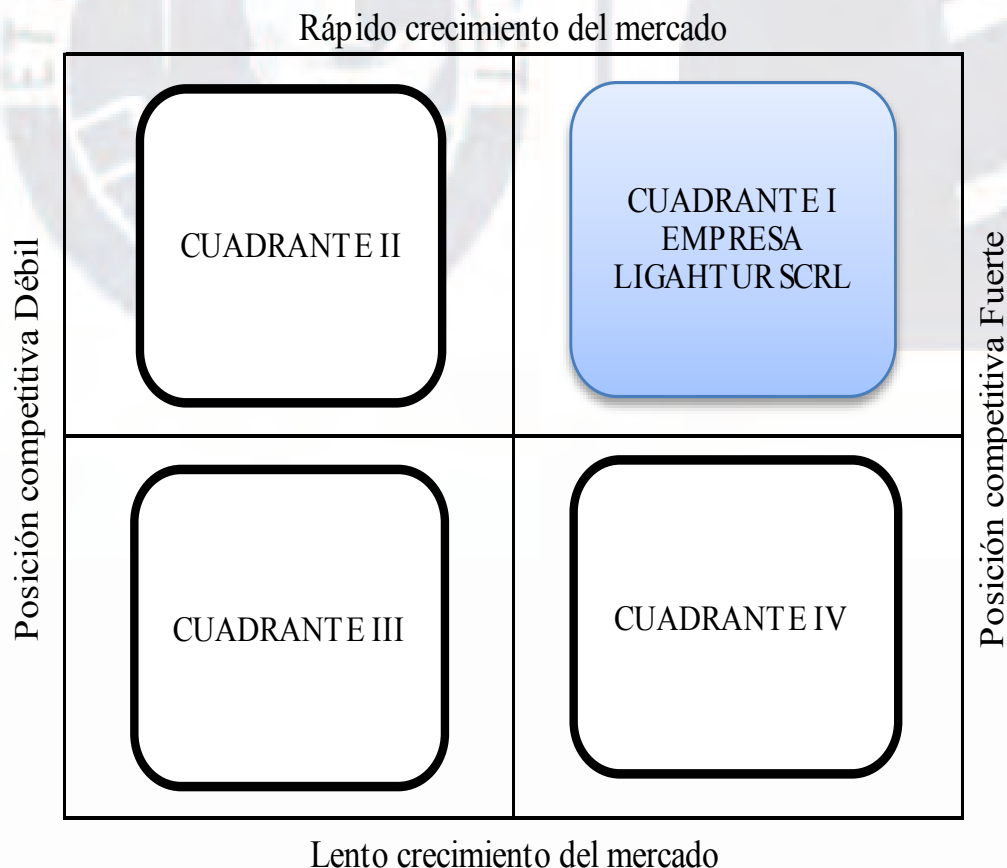 Rápido crecimiento del mercado
Posición competitiva Débil
CUADRANTE II
CUADRANTE I
EMPRESA
LIGAHTUR SCRL
Posición competitiva Fuerte
CUADRANTE III
CUADRANTE IV
Lento crecimiento del mercado